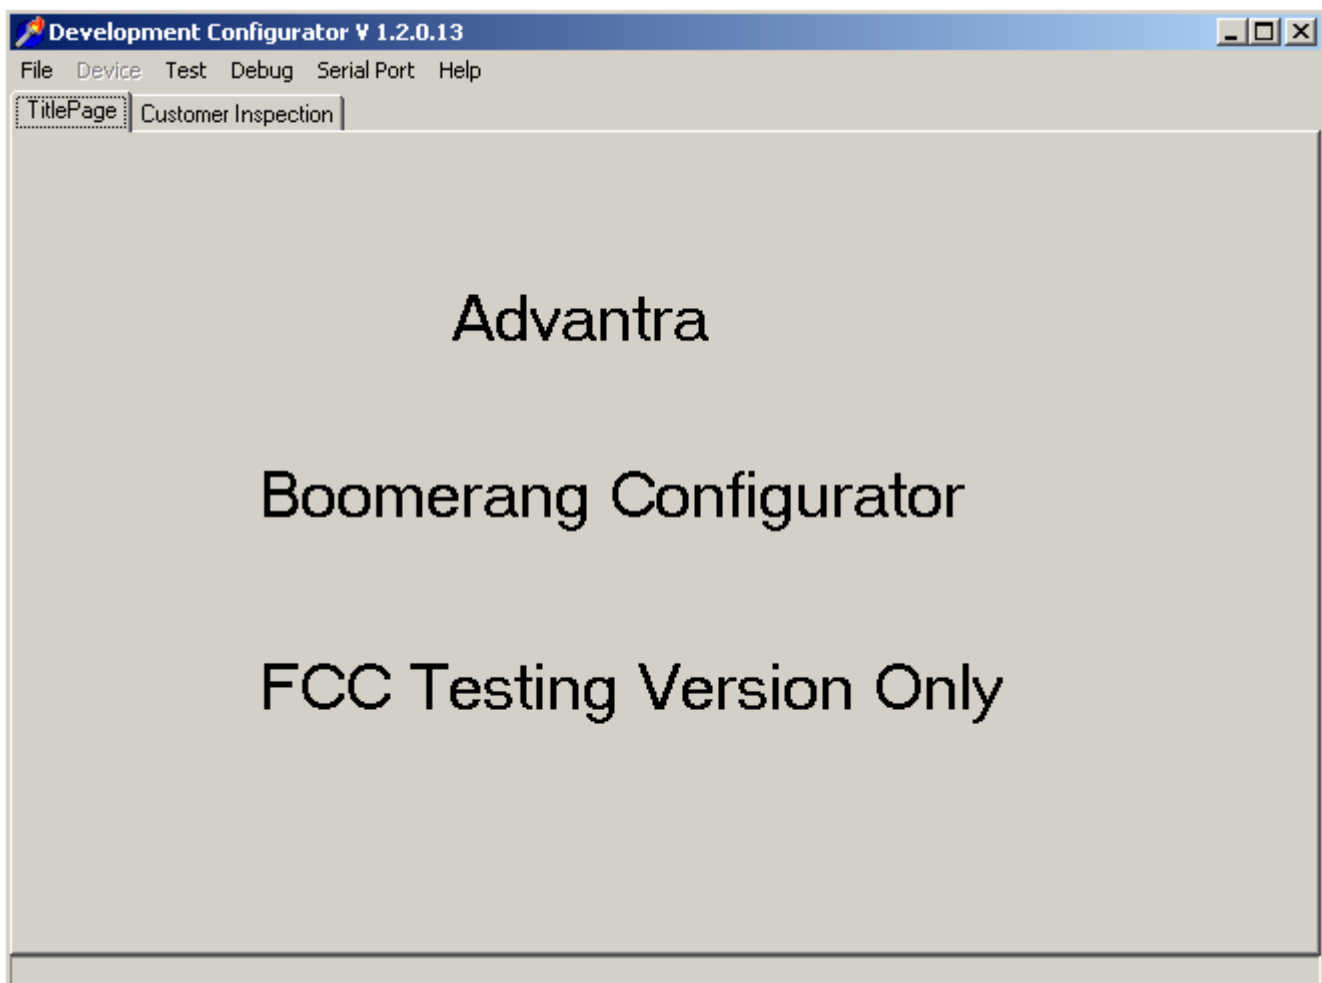 Development Configurator V 1.2.0.13
File Device Test Debug Serial Port Help
TitlePage Customer Inspection
Advantra
Boomerang Configurator
FCC Testing Version Only